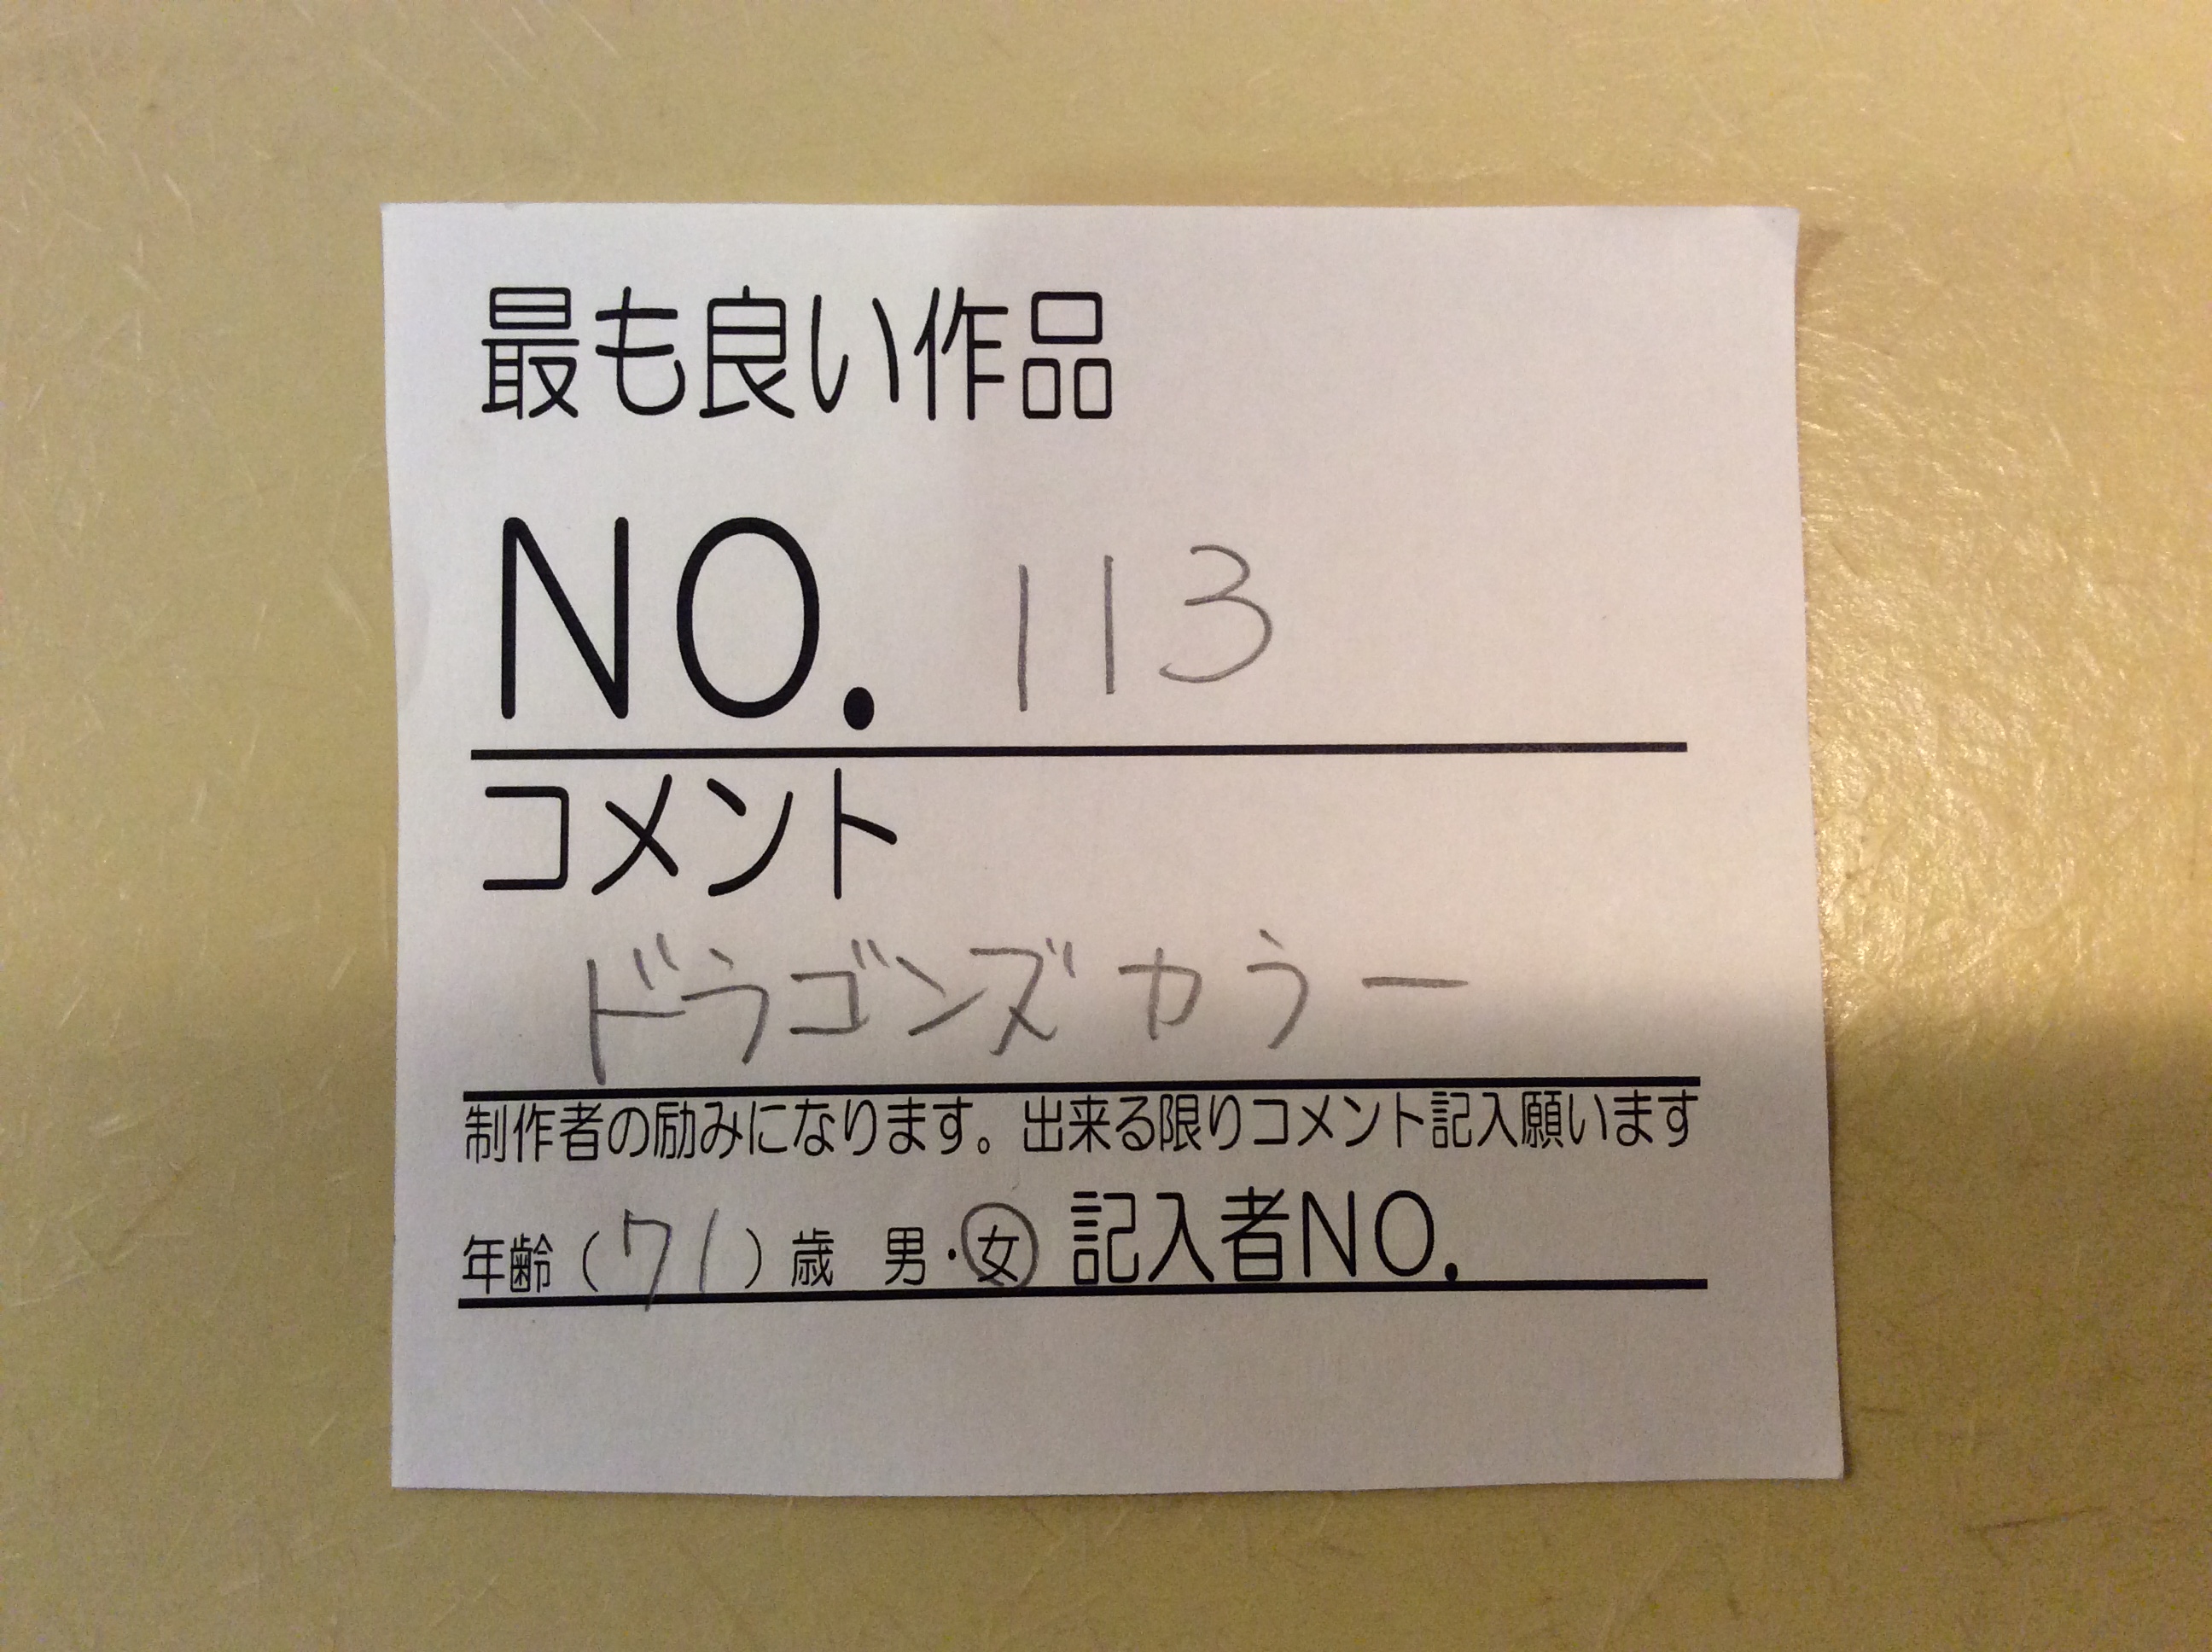 最も良い作品
NO. 113
コメント
ドラゴンズカラー
制作者の励みになります。出来る限りコメント記入願います
年齢(71)歳 男・女 記入者NO.